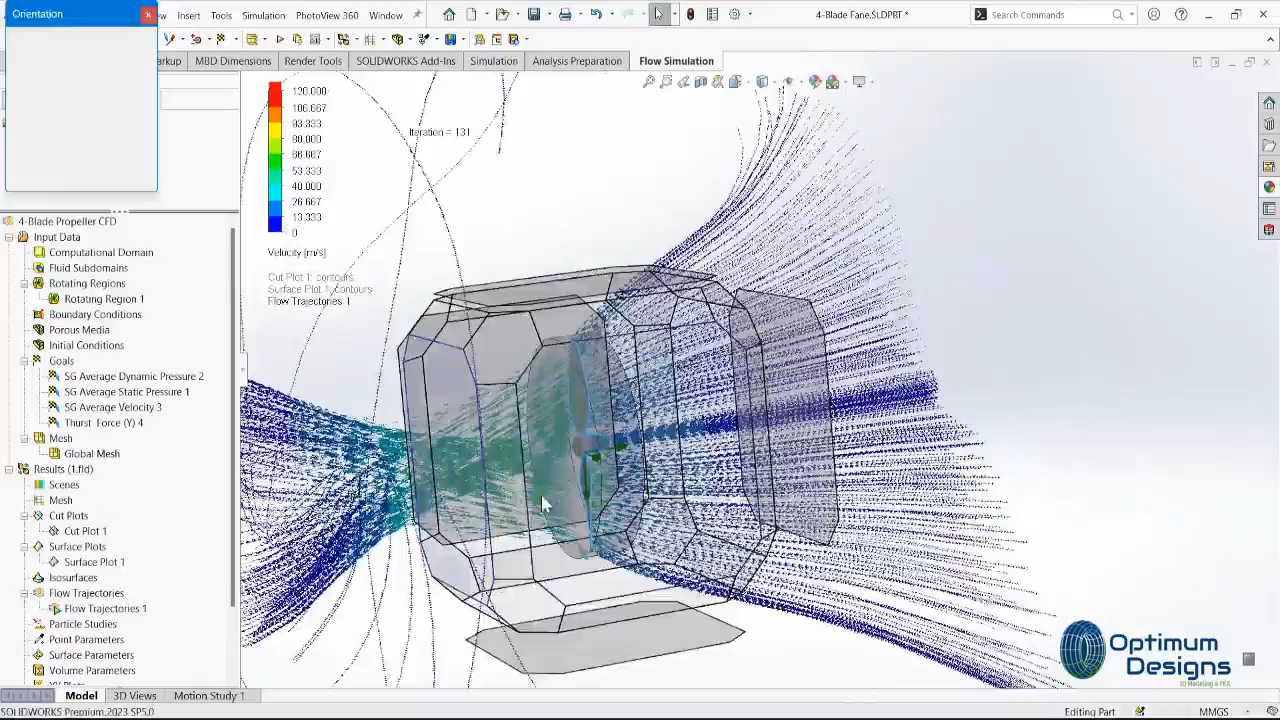 Orientation
ew Insert Tools Simulation PhotoView 360 Window
4-Blade Fane.SLDPRT *
Search Commands
arkup MBD Dimensions Render Tools SOLIDWORKS Add-Ins Simulation Analysis Preparation Flow Simulation
120.000
106.667
93.333
80.000
66.667
53.333
40.000
26.667
13.333
0
Velocity [m/s]
Cut Plot 1: contours
Surface Plot 1: contours
Flow Trajectories 1
Iteration = 131
4-Blade Propeller CFD
Input Data
Computational Domain
Fluid Subdomains
Rotating Regions
Rotating Region 1
Boundary Conditions
Porous Media
Initial Conditions
Goals
SG Average Dynamic Pressure 2
SG Average Static Pressure 1
SG Average Velocity 3
Thurst Force (Y) 4
Mesh
Global Mesh
Results (1.fld)
Scenes
Mesh
Cut Plots
Cut Plot 1
Surface Plots
Surface Plot 1
Isosurfaces
Flow Trajectories
Flow Trajectories 1
Particle Studies
Point Parameters
Surface Parameters
Volume Parameters
Optimum
Designs
3D Modeling & FEA
Model 3D Views Motion Study 1
SOLIDWORKS Premium 2023 SP5.0
Editing Part
MMGS